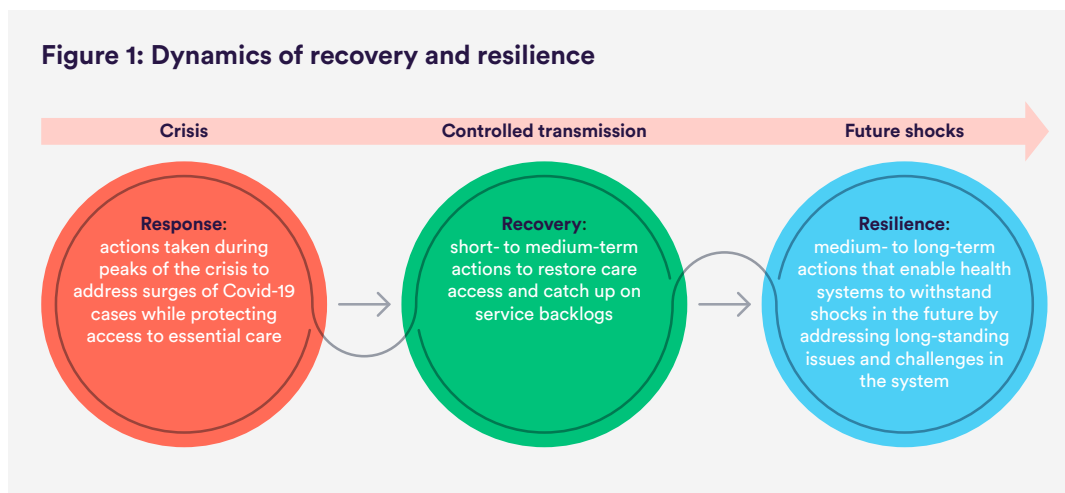 Figure 1: Dynamics of recovery and resilience
Crisis
Controlled transmission
Future shocks
Response:
actions taken during
peaks of the crisis to
address surges of Covid-19
cases while protecting
access to essential care
Recovery:
short- to medium-term
actions to restore care
access and catch up on
service backlogs
Resilience:
medium- to long-term
actions that enable health
systems to withstand
shocks in the future by
addressing long-standing
issues and challenges in
the system